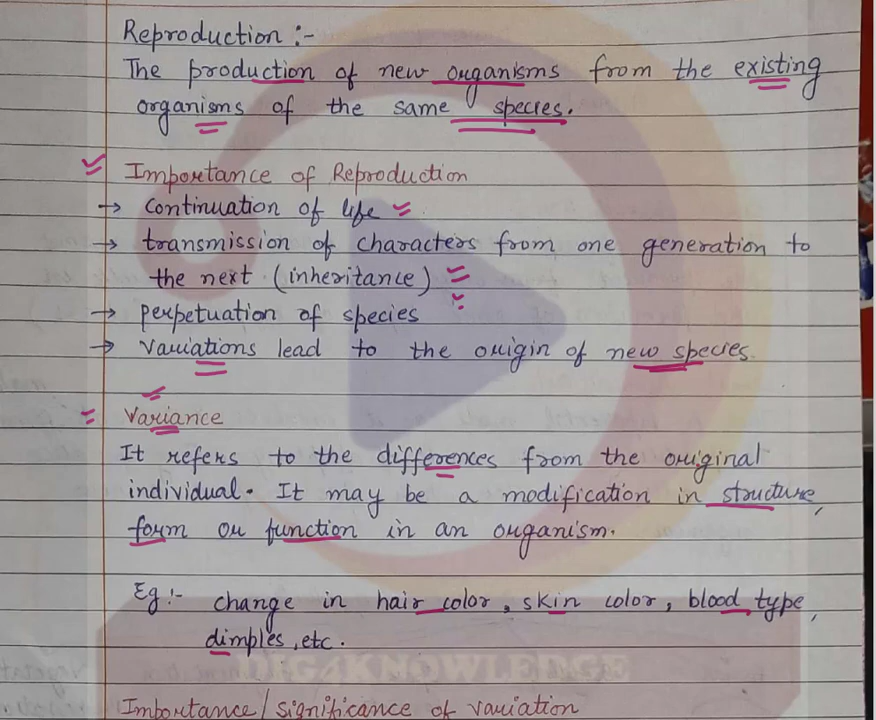 Reproduction :-
The production of new organisms from the existing
organisms of the same species.
Importance of Reproduction
→ continuation of life
→ transmission of characters from one generation to
the next (inheritance)
→ perpetuation of species
→ variations lead to the origin of new species.
Variance
It refers to the differences from the original
individual. It may be a modification in structure,
form or function in an organism.
Eg :- change in hair color, skin color, blood type,
dimples, etc.
DIGAKNOWLEDGE
Importance/significance of variation